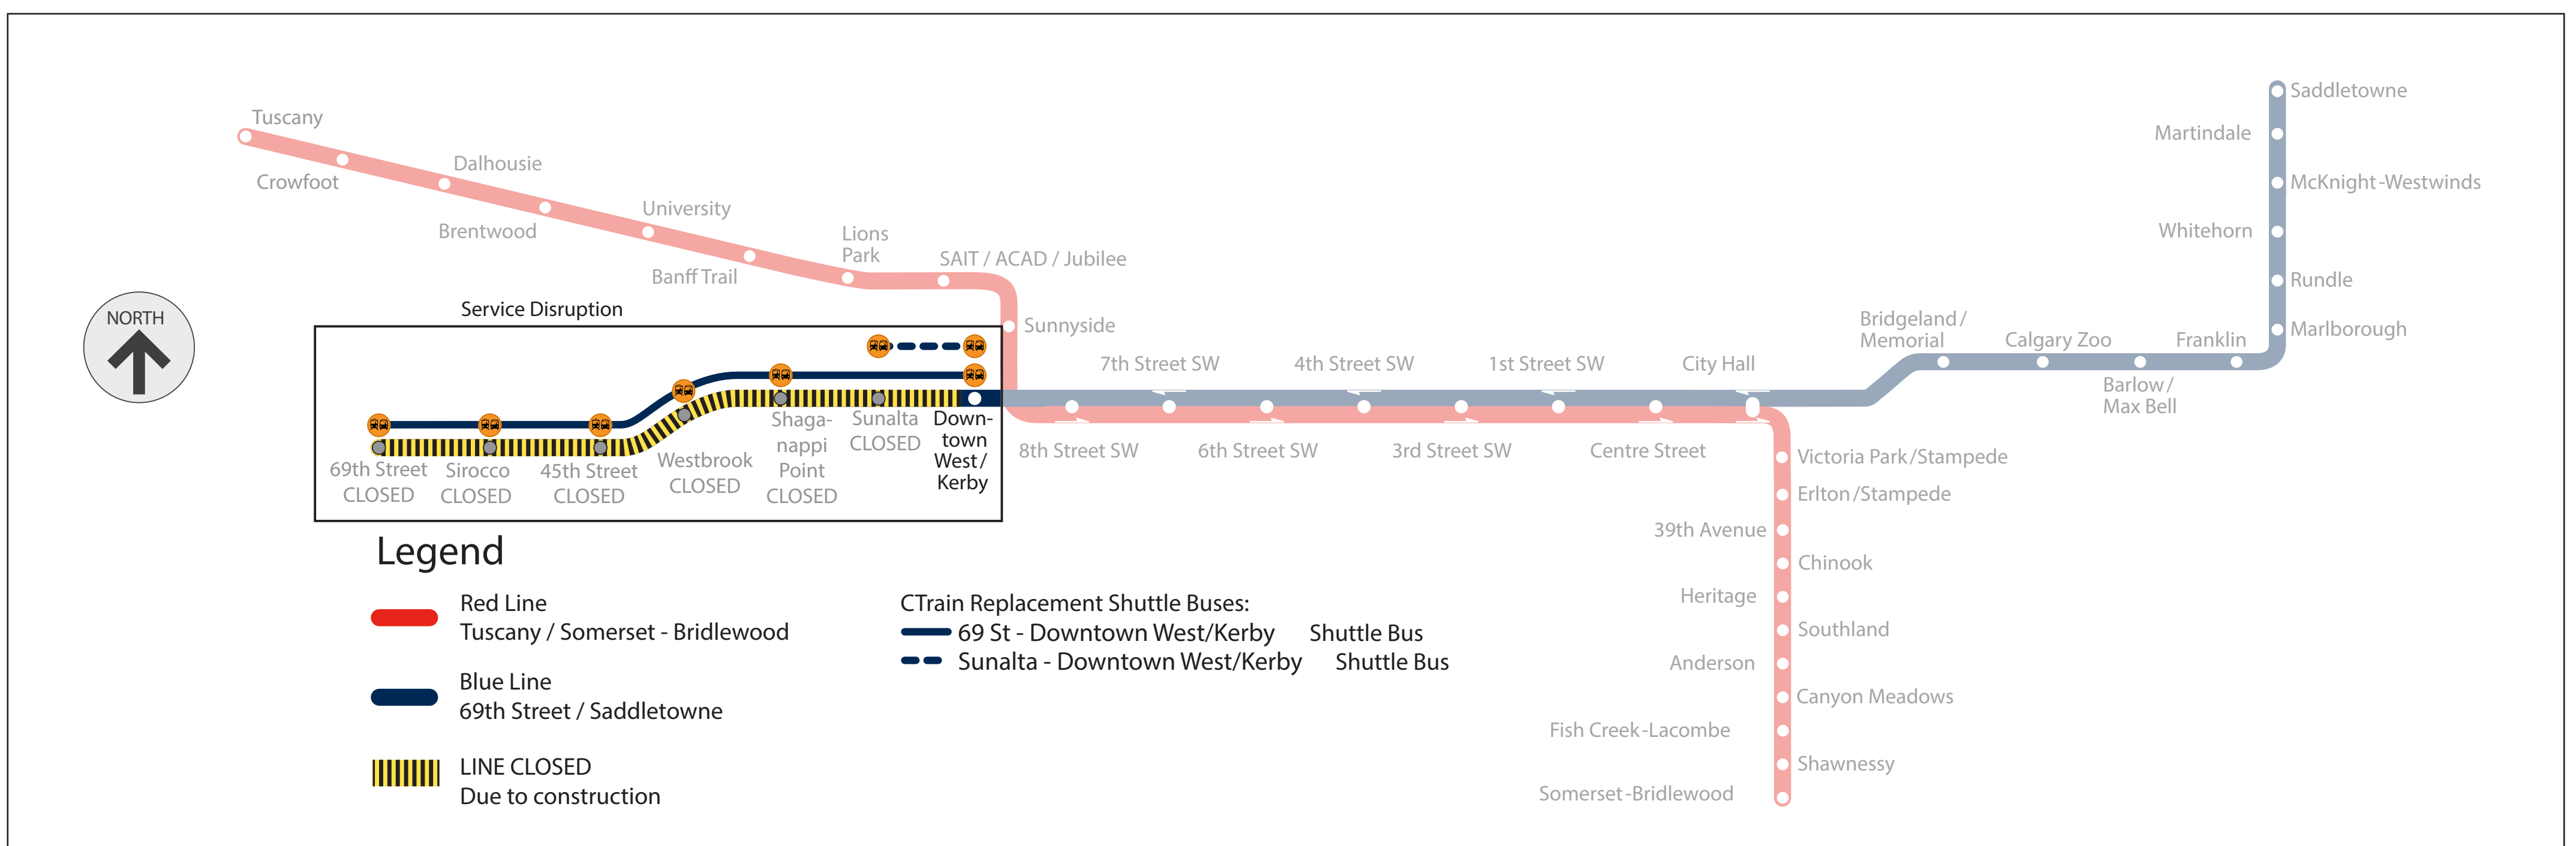 Saddletowne
Tuscany
Martindale
Dalhousie
Crowfoot
McKnight-Westwinds
University
Brentwood
Whitehorn
Lions
Park
SAIT / ACAD / Jubilee
Banff Trail
Rundle
NORTH
Service Disruption
Sunnyside
Bridgeland /
Memorial
Marlborough
Calgary Zoo
Franklin
7th Street SW
4th Street SW
1st Street SW
City Hall
Barlow /
Max Bell
69th Street
CLOSED
Sirocco
CLOSED
45th Street
CLOSED
Westbrook
CLOSED
Shaga-
nappi
Point
CLOSED
Sunalta
CLOSED
Down-
town
West /
Kerby
8th Street SW
6th Street SW
3rd Street SW
Centre Street
Victoria Park/Stampede
Erlton/Stampede
39th Avenue
Chinook
Heritage
Southland
Anderson
Canyon Meadows
Fish Creek-Lacombe
Shawnessy
Somerset-Bridlewood
Legend
Red Line
Tuscany / Somerset - Bridlewood
Blue Line
69th Street / Saddletowne
LINE CLOSED
Due to construction
CTrain Replacement Shuttle Buses:
69 St - Downtown West/Kerby Shuttle Bus
Sunalta - Downtown West/Kerby Shuttle Bus